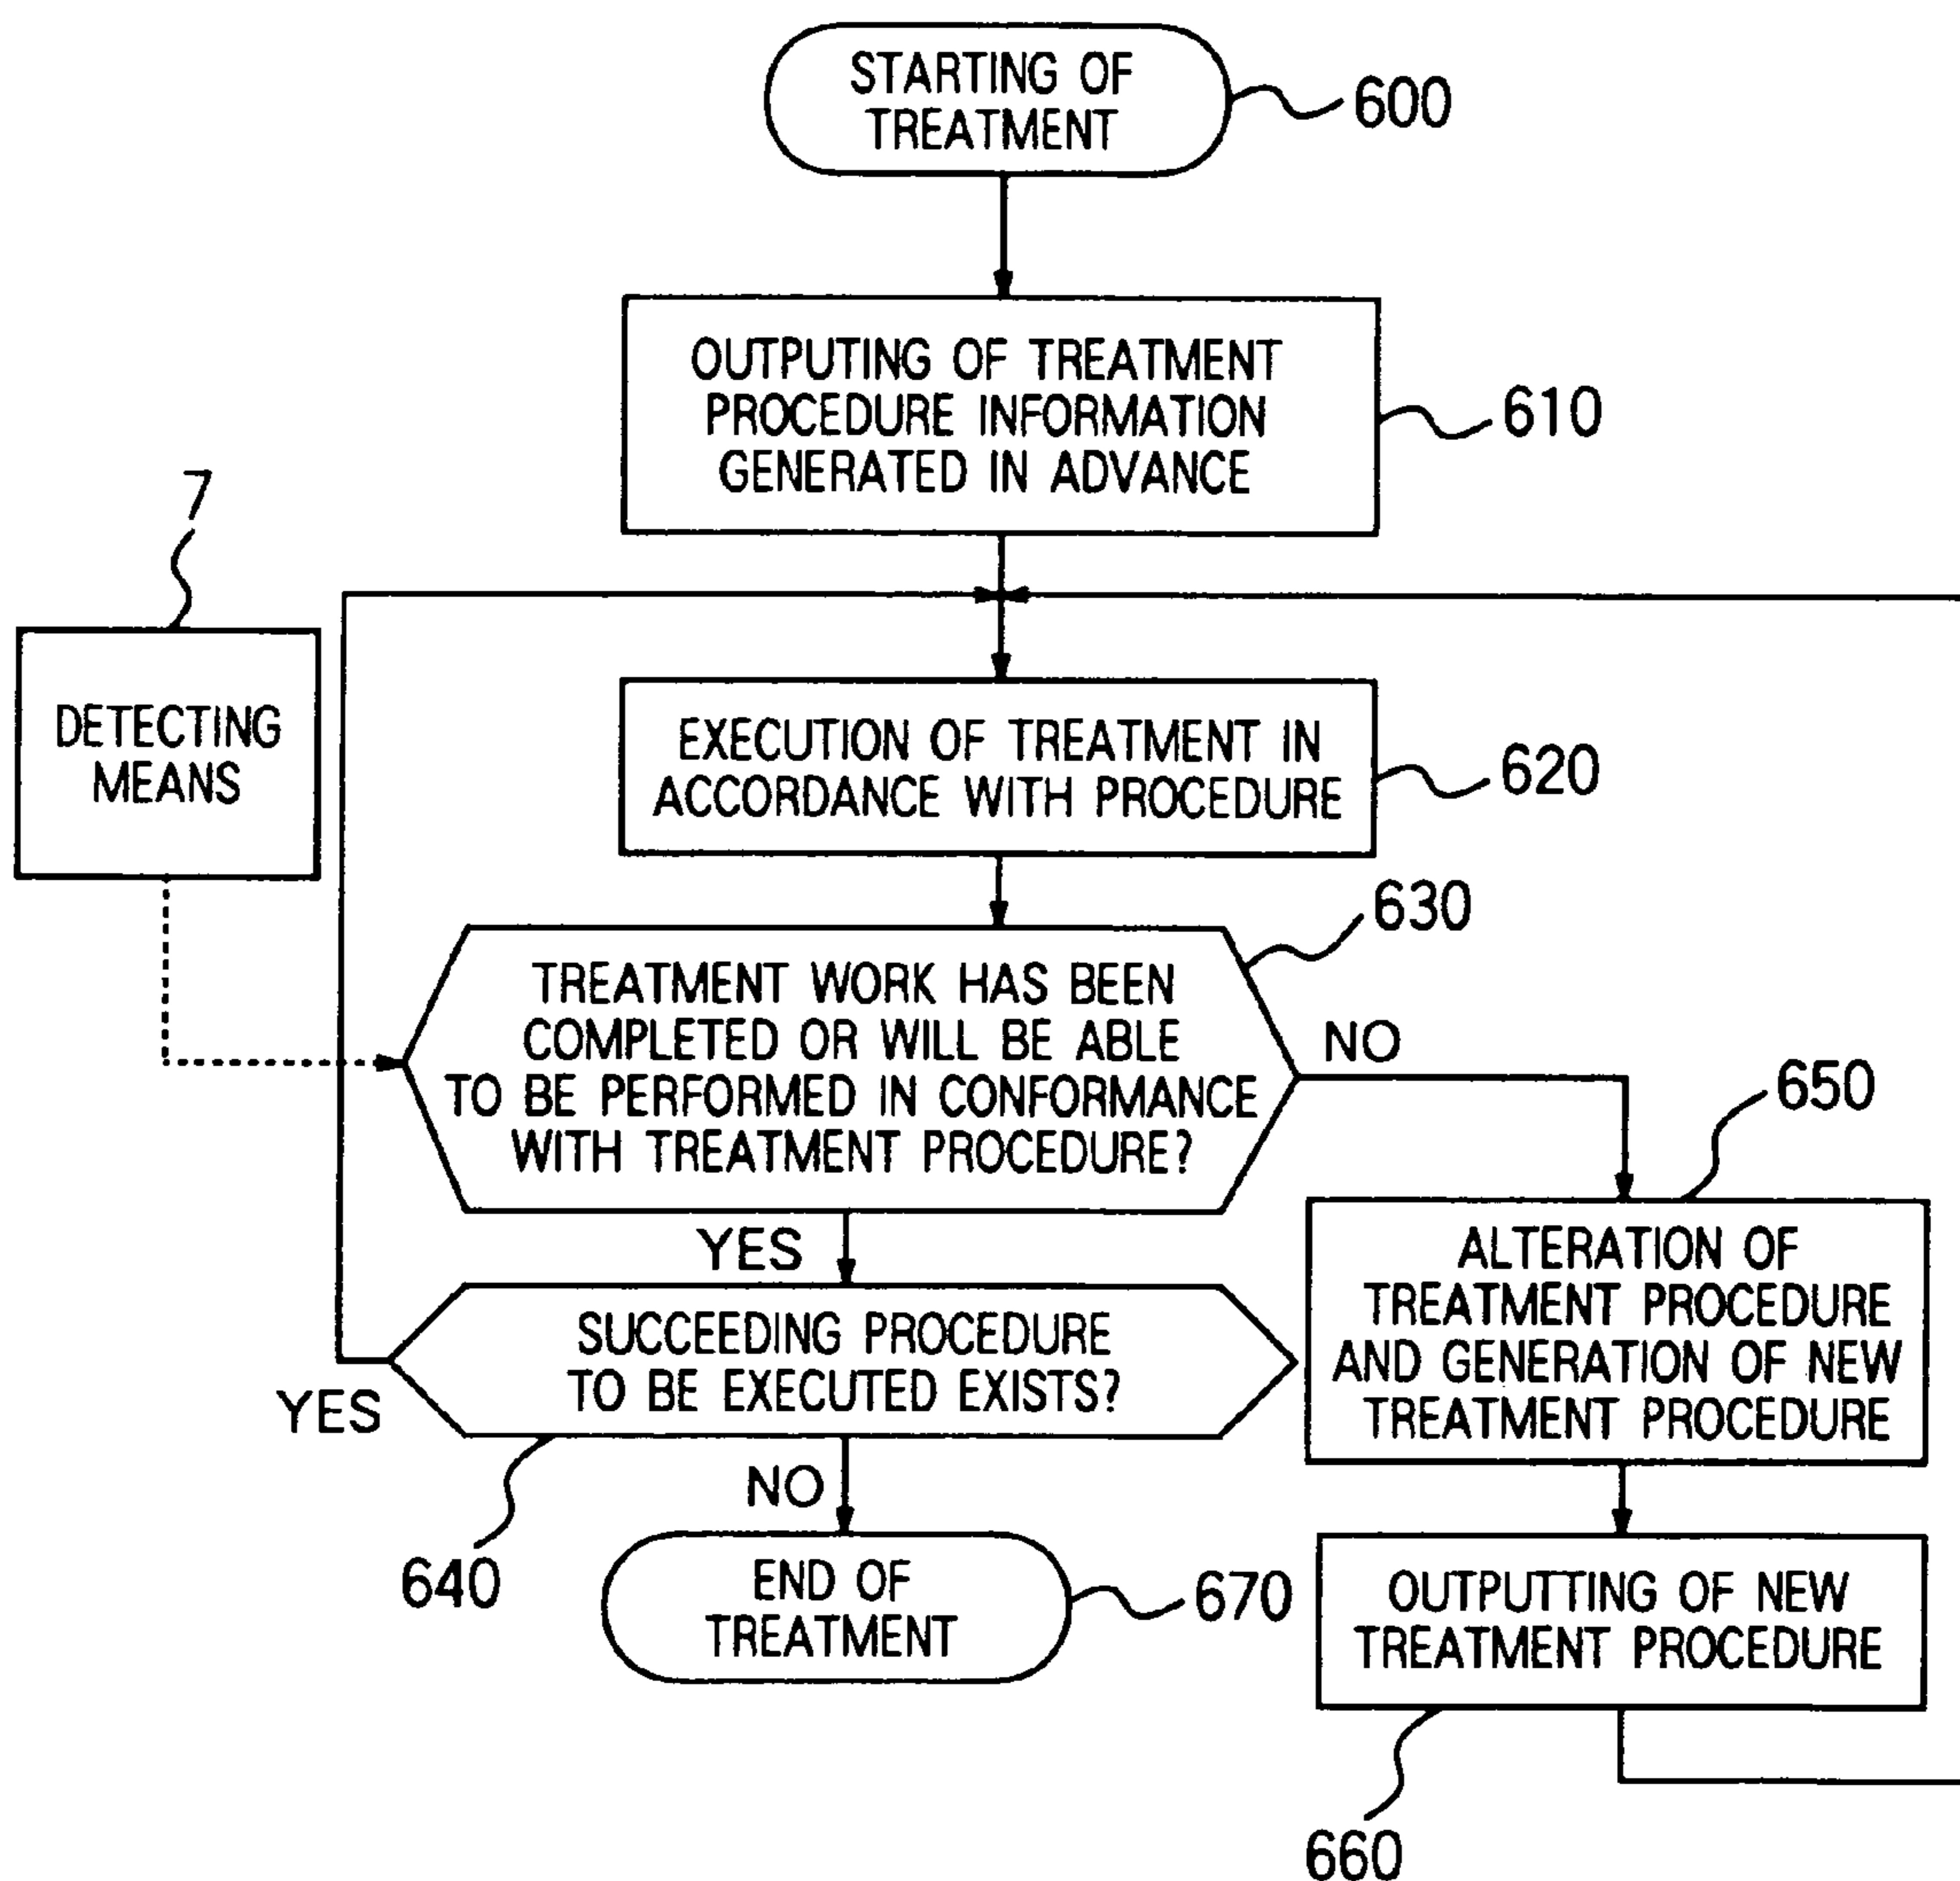 STARTING OF
TREATMENT
600
OUTPUTING OF TREATMENT
PROCEDURE INFORMATION
GENERATED IN ADVANCE
610
7
DETECTING
MEANS
EXECUTION OF TREATMENT IN
ACCORDANCE WITH PROCEDURE
620
630
TREATMENT WORK HAS BEEN
COMPLETED OR WILL BE ABLE
TO BE PERFORMED IN CONFORMANCE
WITH TREATMENT PROCEDURE?
NO
650
YES
ALTERATION OF
TREATMENT PROCEDURE
AND GENERATION OF NEW
TREATMENT PROCEDURE
SUCCEEDING PROCEDURE
TO BE EXECUTED EXISTS?
YES
NO
640
END OF
TREATMENT
670
OUTPUTTING OF NEW
TREATMENT PROCEDURE
660